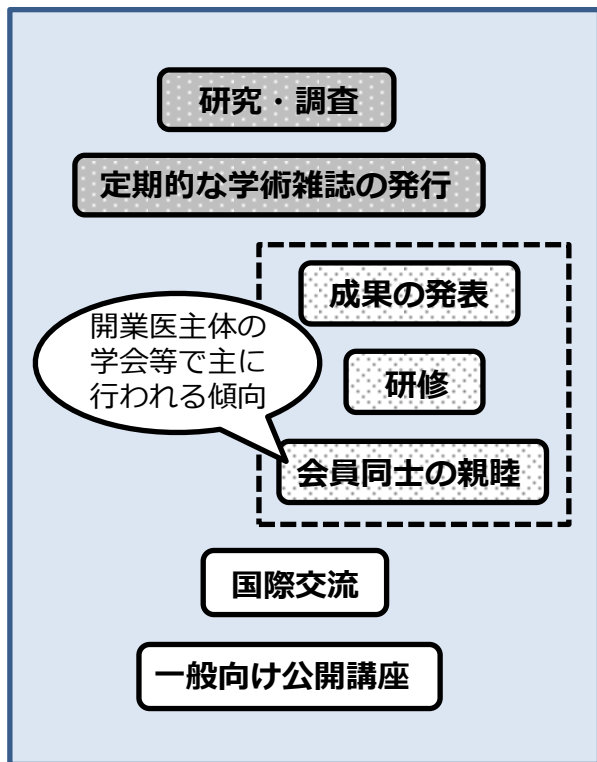 研究・調査
定期的な学術雑誌の発行
成果の発表
開業医主体の
学会等で主に
行われる傾向
研修
会員同士の親睦
国際交流
一般向け公開講座